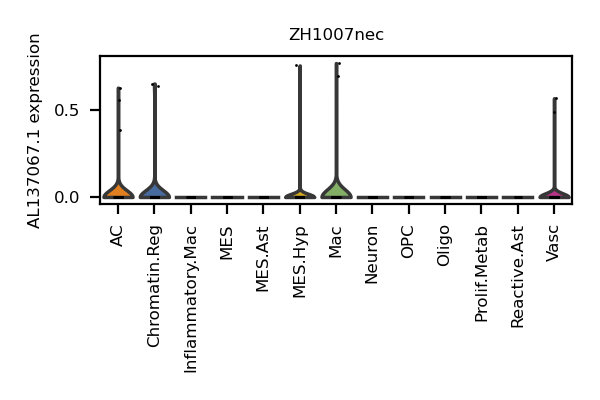 ZH1007nec
AL137067.1 expression
0.5
0.0
AC
Chromatin.Reg
Inflammatory.Mac
MES
MES.Ast
MES.Hyp
Mac
Neuron
OPC
Oligo
Prolif.Metab
Reactive.Ast
Vasc